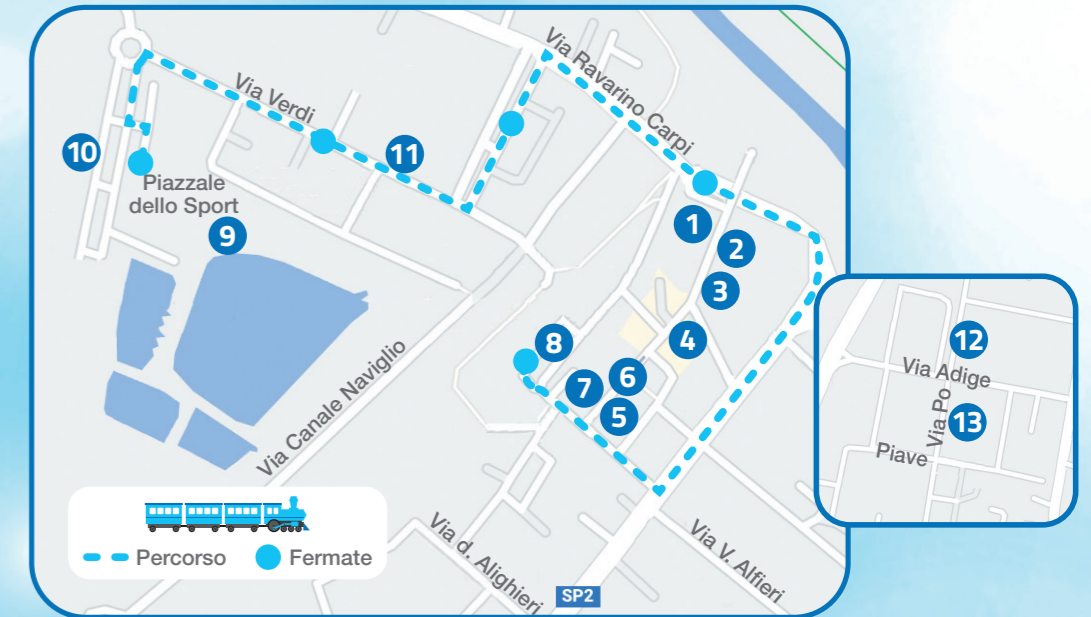 Via Ravarino Carpi
Via Verdi
10
11
Piazzale
dello Sport
9
1
2
3
4
8
7
6
5
Via Canale Naviglio
12
Via Adige
Via Po
13
Piave
Percorso
Fermate
Via d. Alighieri
Via V. Alfieri
SP2